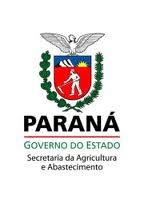 PARANÁ
GOVERNO DO ESTADO
Secretaria da Agricultura
e Abastecimento